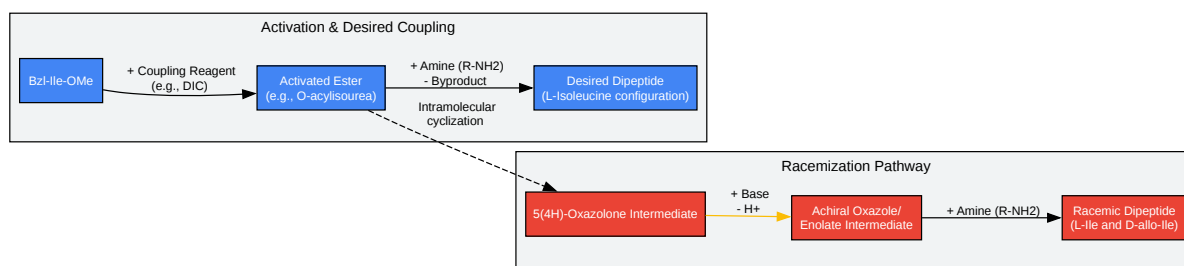 Activation & Desired Coupling
Bzl-Ile-OMe
+ Coupling Reagent
(e.g., DIC)
Activated Ester
(e.g., O-acylisourea)
+ Amine (R-NH2)
- Byproduct
Desired Dipeptide
(L-Isoleucine configuration)
Intramolecular
cyclization
Racemization Pathway
5(4H)-Oxazolone Intermediate
+ Base
- H+
Achiral Oxazole/
Enolate Intermediate
+ Amine (R-NH2)
Racemic Dipeptide
(L-Ile and D-allo-Ile)